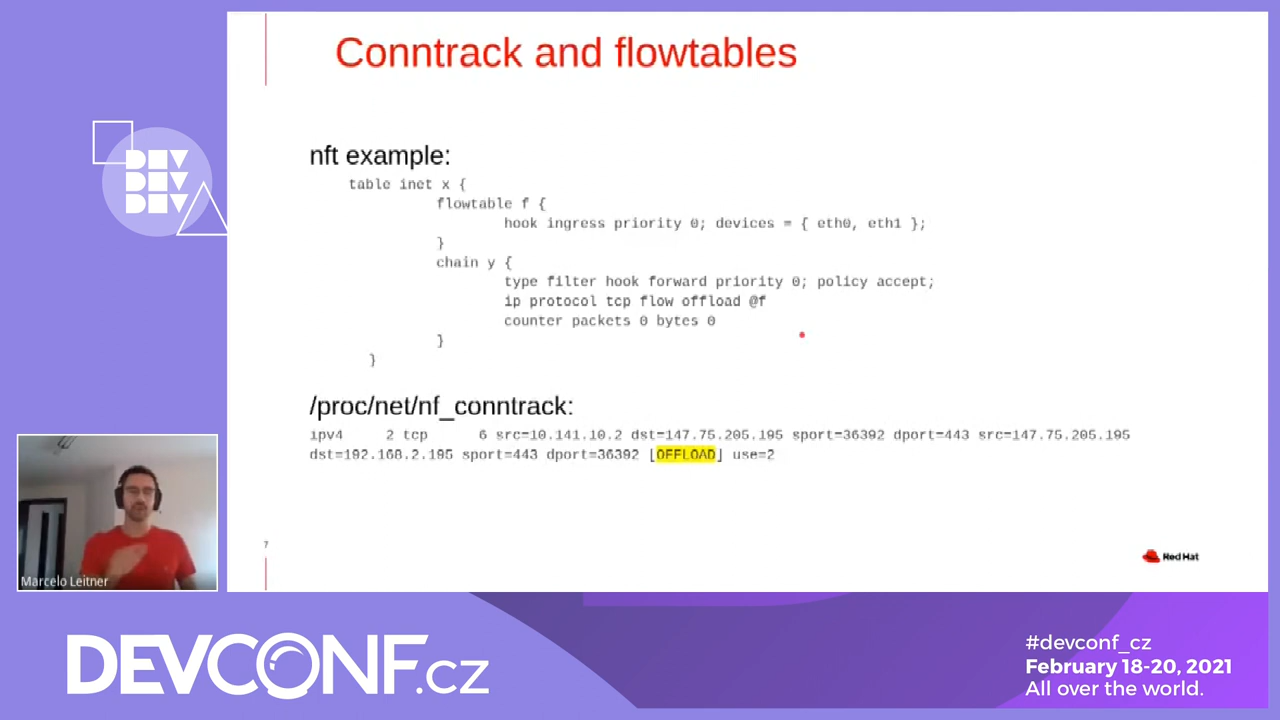 Conntrack and flowtables
DEV
DEV
DEV
nft example:
table inet x {
flowtable f {
hook ingress priority 0; devices = { eth0, eth1 };
}
chain y {
type filter hook forward priority 0; policy accept;
ip protocol tcp flow offload @f
counter packets 0 bytes 0
}
}
/proc/net/nf_conntrack:
ipv4 2 tcp 6 src=10.141.10.2 dst=147.75.205.195 sport=36392 dport=443 src=147.75.205.195
dst=192.168.2.195 sport=443 dport=36392 [OFFLOAD] use=2
7
Red Hat
Marcelo Leitner
DEVCONF.cz
#devconf_cz
February 18-20, 2021
All over the world.